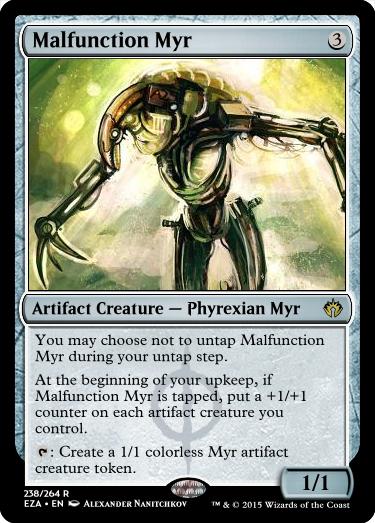 Malfunction Myr 3
Artifact Creature — Phyrexian Myr
You may choose not to untap Malfunction
Myr during your untap step.
At the beginning of your upkeep, if
Malfunction Myr is tapped, put a +1/+1
counter on each artifact creature you
control.
: Create a 1/1 colorless Myr artifact
creature token.
1/1
238/264 R
EZA • EN Alexander Nanitchkov
™ & © 2015 Wizards of the Coast